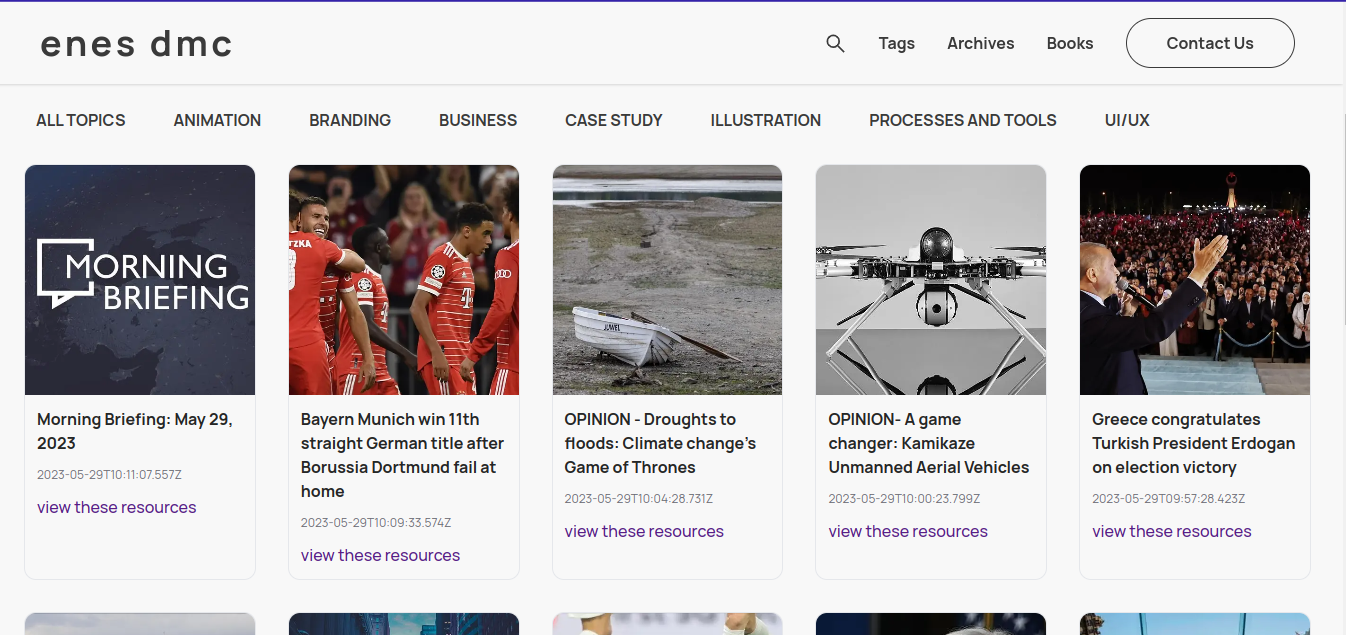 enes dmc
Tags
Archives
Books
Contact Us
ALL TOPICS
ANIMATION
BRANDING
BUSINESS
CASE STUDY
ILLUSTRATION
PROCESSES AND TOOLS
UI/UX
MORNING
BRIEFING
Morning Briefing: May 29,
2023
2023-05-29T10:11:07.557Z
view these resources
TZKA
Bayern Munich win 11th
straight German title after
Borussia Dortmund fail at
home
2023-05-29T10:09:33.574Z
view these resources
JUWEL
OPINION - Droughts to
floods: Climate change's
Game of Thrones
2023-05-29T10:04:28.731Z
view these resources
OPINION- A game
changer: Kamikaze
Unmanned Aerial Vehicles
2023-05-29T10:00:23.799Z
view these resources
Greece congratulates
Turkish President Erdogan
on election victory
2023-05-29T09:57:28.423Z
view these resources